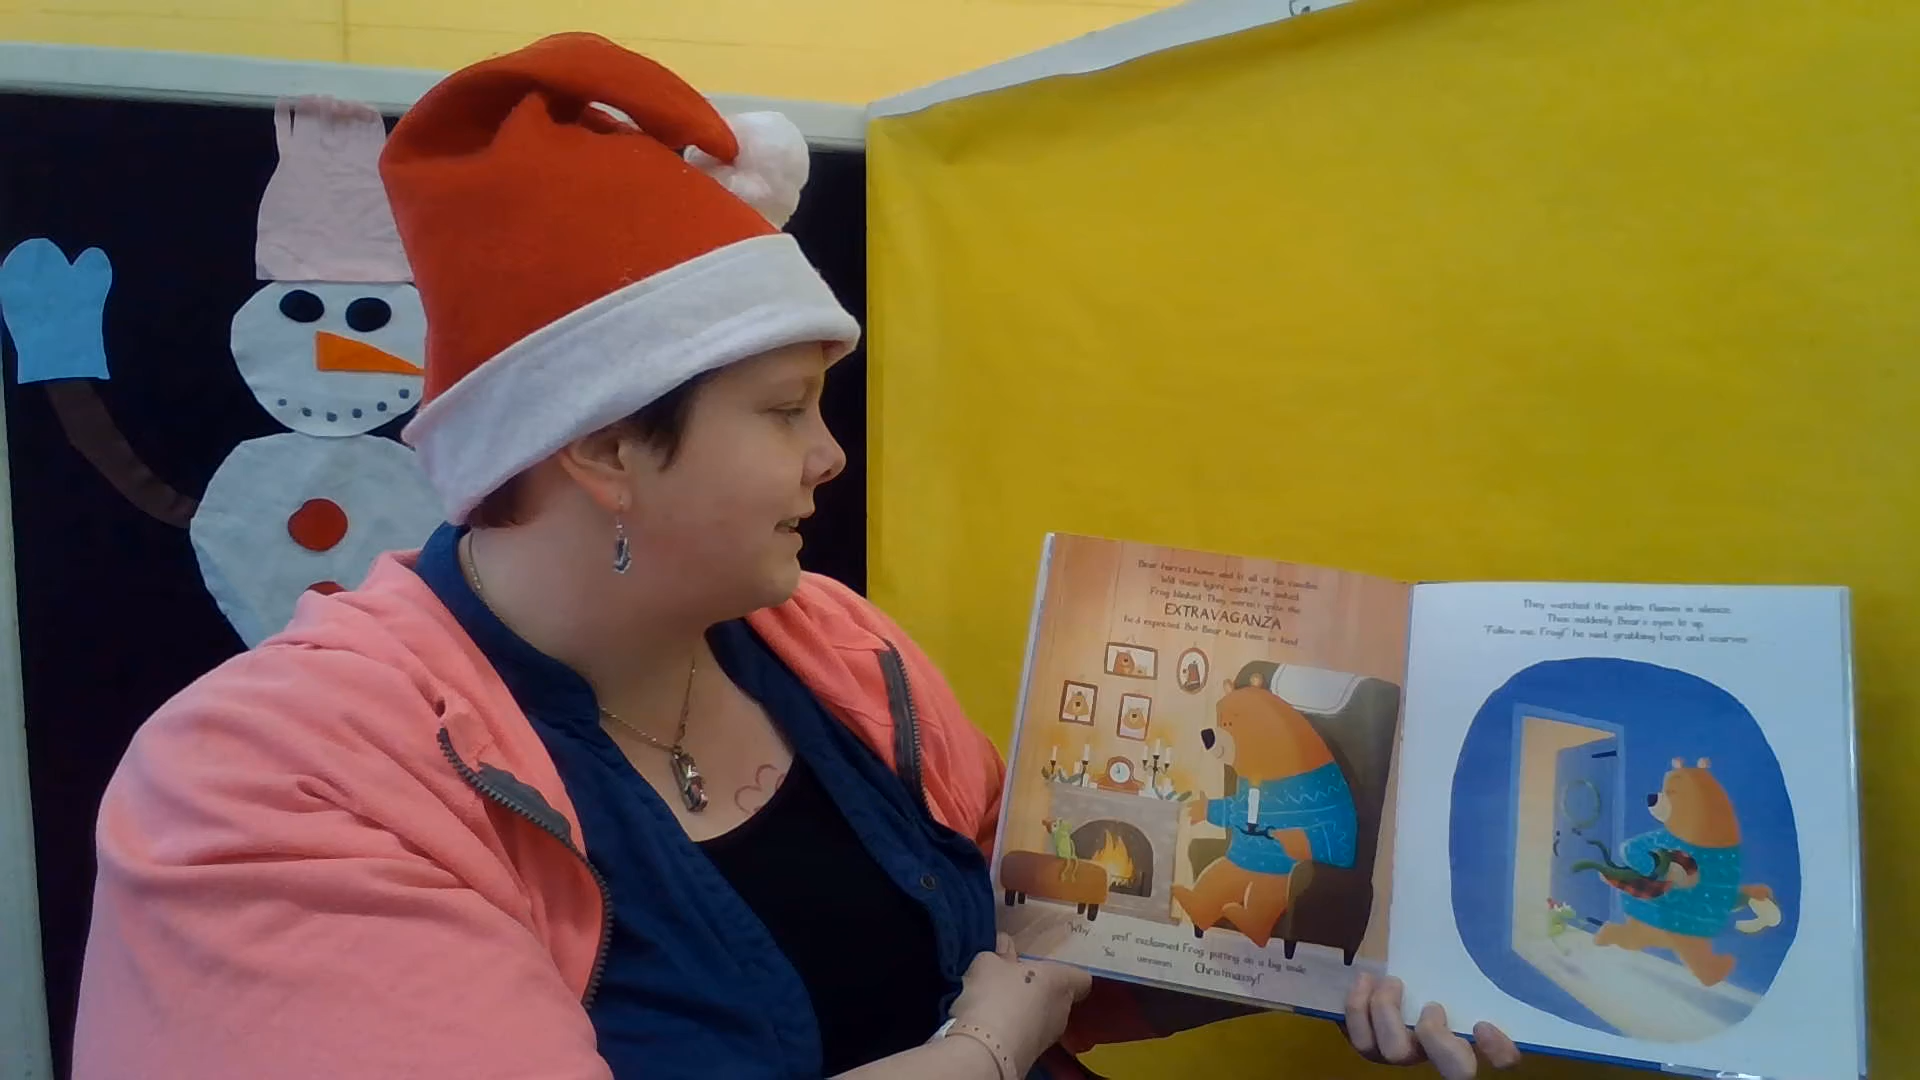 Bear hurried home and lit all of his candles.
"Will these lights work?" he asked.
Frog blinked. They weren't quite the
EXTRAVAGANZA
he'd expected. But Bear had been so kind.
"Why . . . yes!" exclaimed Frog, putting on a big smile.
"So ummmm Christmassy!"
They watched the golden flames in silence.
Then suddenly Bear's eyes lit up.
"Follow me, Frog!" he said, grabbing hats and scarves.